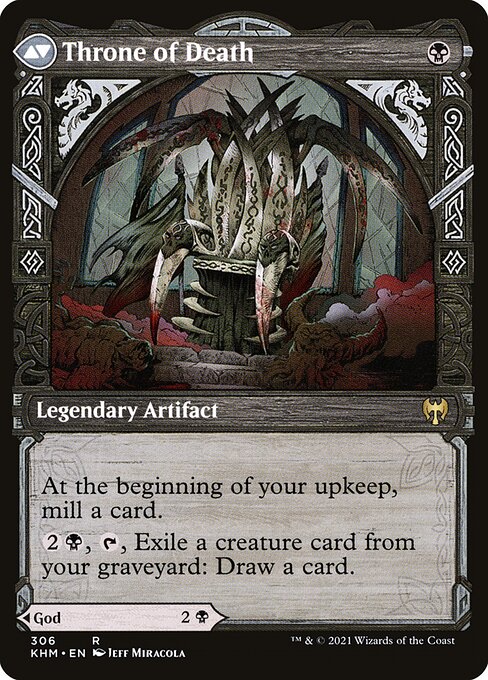 Throne of Death
Legendary Artifact
At the beginning of your upkeep,
mill a card.
2, , Exile a creature card from
your graveyard: Draw a card.
God 2
306 R
KHM • EN Jeff Miracola
™ & © 2021 Wizards of the Coast